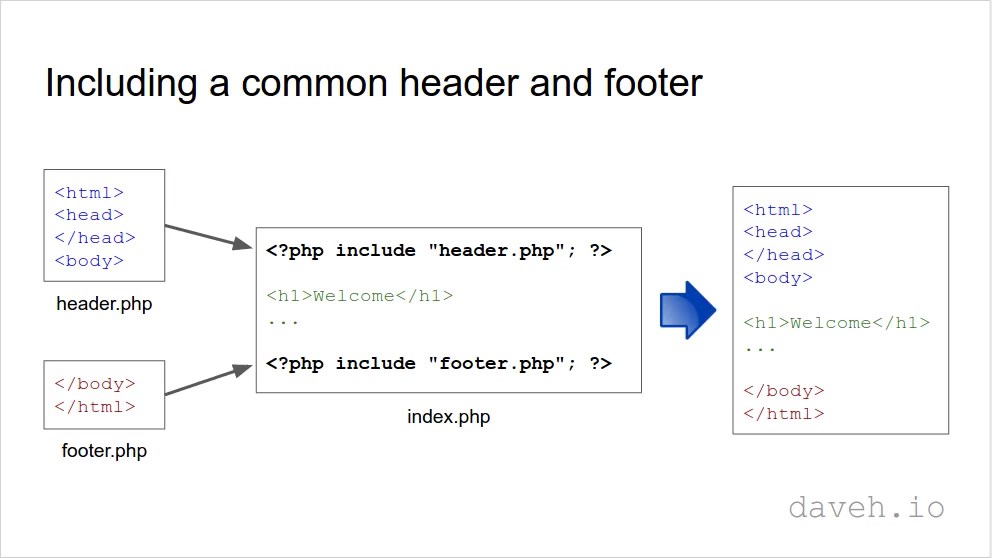 Including a common header and footer
<html>
<head>
</head>
<body>
header.php
</body>
</html>
footer.php
<?php include "header.php"; ?>
<h1>Welcome</h1>
...
<?php include "footer.php"; ?>
index.php
<html>
<head>
</head>
<body>
<h1>Welcome</h1>
...
</body>
</html>
daveh.io